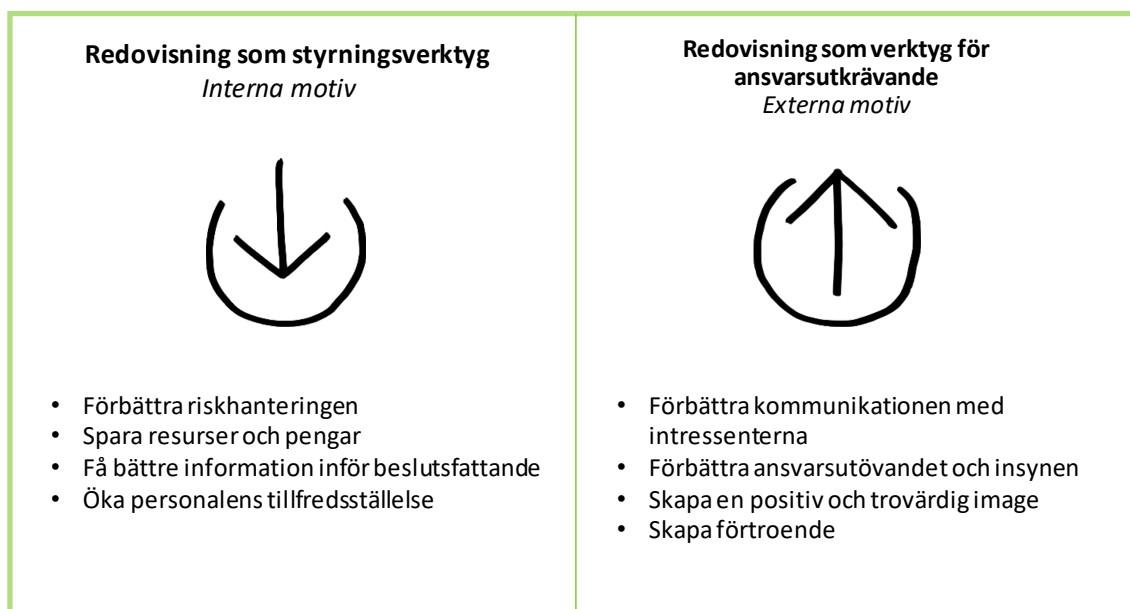 Redovisning som styrningsverktyg
Interna motiv
• Förbättra riskhanteringen
• Spara resurser och pengar
• Få bättre information inför beslutsfattande
• Öka personalens tillfredsställelse
Redovisning som verktyg för
ansvarsutkrävande
Externa motiv
• Förbättra kommunikationen med
intressenterna
• Förbättra ansvarsutövandet och insynen
• Skapa en positiv och trovärdig image
• Skapa förtroende